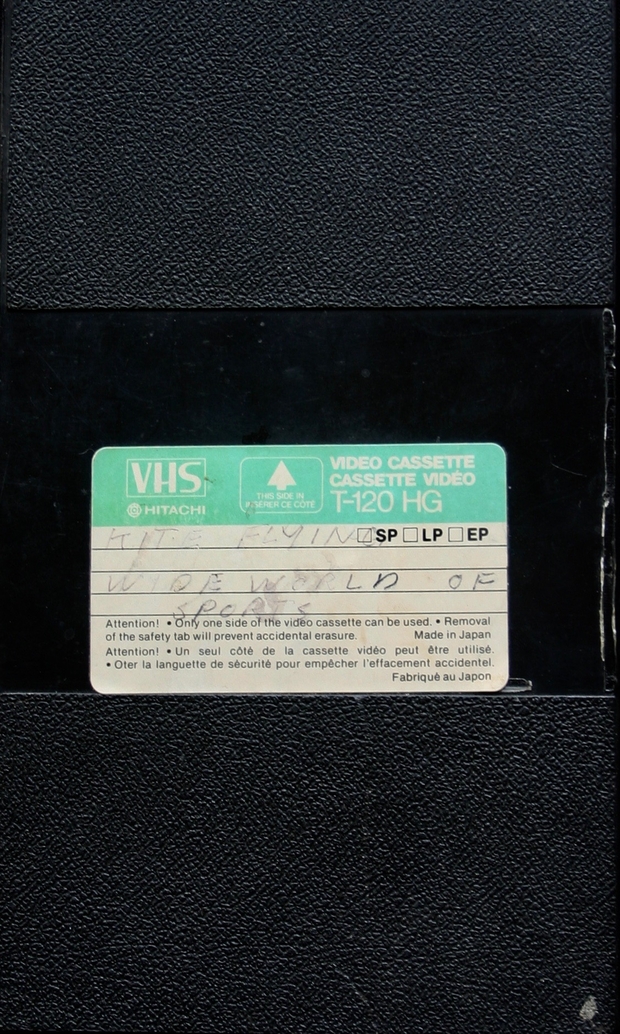 VHS
HITACHI
THIS SIDE IN
INSÉRER CE CÔTÉ
VIDEO CASSETTE
CASSETTE VIDÉO
T-120 HG
KITE FLYING
SP LP EP
WIDE WORLD OF
SPORTS
Attention! • Only one side of the video cassette can be used. • Removal
of the safety tab will prevent accidental erasure. Made in Japan
Attention! • Un seul côté de la cassette vidéo peut être utilisé.
• Oter la languette de sécurité pour empêcher l'effacement accidentel.
Fabriqué au Japon